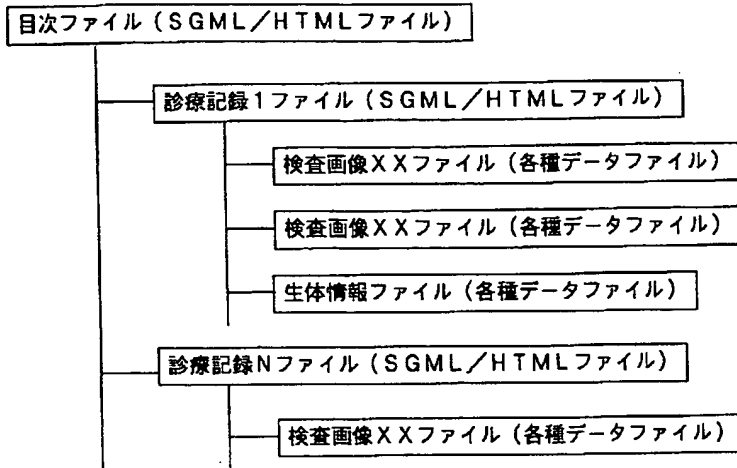 目次ファイル（ＳＧＭＬ／ＨＴＭＬファイル）
診療記録１ファイル（ＳＧＭＬ／ＨＴＭＬファイル）
検査画像ＸＸファイル（各種データファイル）
検査画像ＸＸファイル（各種データファイル）
生体情報ファイル（各種データファイル）
診療記録Ｎファイル（ＳＧＭＬ／ＨＴＭＬファイル）
検査画像ＸＸファイル（各種データファイル）